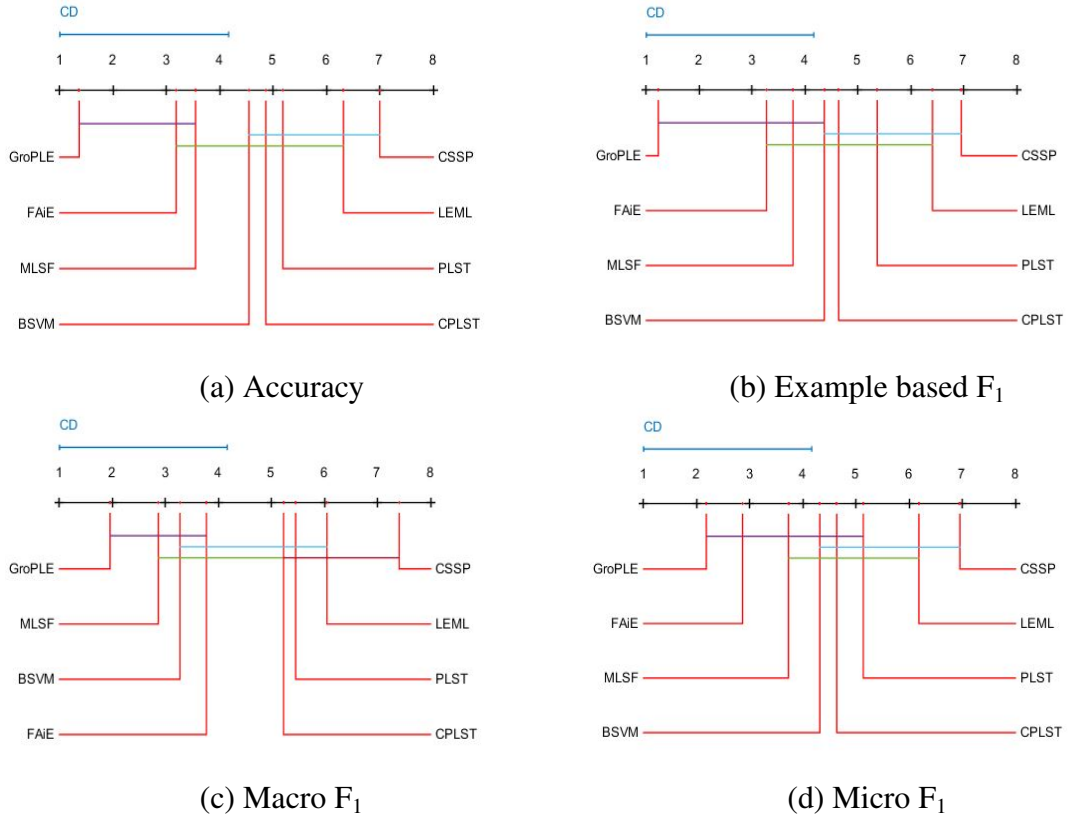 CD
1 2 3 4 5 6 7 8
GroPLE CSSP
FAiE LEML
MLSF PLST
BSVM CPLST
(a) Accuracy
CD
1 2 3 4 5 6 7 8
GroPLE CSSP
FAiE LEML
MLSF PLST
BSVM CPLST
(b) Example based F₁
CD
1 2 3 4 5 6 7 8
GroPLE CSSP
MLSF LEML
BSVM PLST
FAiE CPLST
(c) Macro F₁
CD
1 2 3 4 5 6 7 8
GroPLE CSSP
FAiE LEML
MLSF PLST
BSVM CPLST
(d) Micro F₁